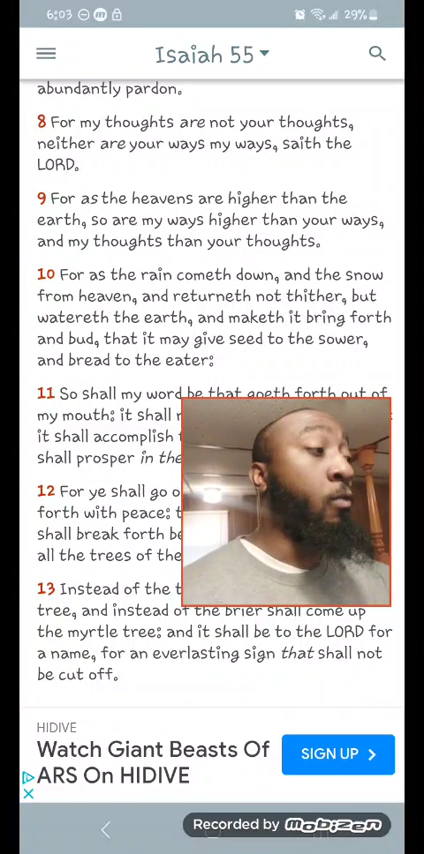 6:03
29%
Isaiah 55
abundantly pardon.
8 For my thoughts are not your thoughts,
neither are your ways my ways, saith the
LORD.
9 For as the heavens are higher than the
earth, so are my ways higher than your ways,
and my thoughts than your thoughts.
10 For as the rain cometh down, and the snow
from heaven, and returneth not thither, but
watereth the earth, and maketh it bring forth
and bud, that it may give seed to the sower,
and bread to the eater:
11 So shall my word be that goeth forth out of
my mouth: it shall
it shall accomplish
shall prosper in the
12 For ye shall go
forth with peace:
shall break forth
all the trees of the
13 Instead of the
tree, and instead of the brier shall come up
the myrtle tree: and it shall be to the LORD for
a name, for an everlasting sign that shall not
be cut off.
HIDIVE
Watch Giant Beasts Of
ARS On HIDIVE
SIGN UP
Recorded by mobizen